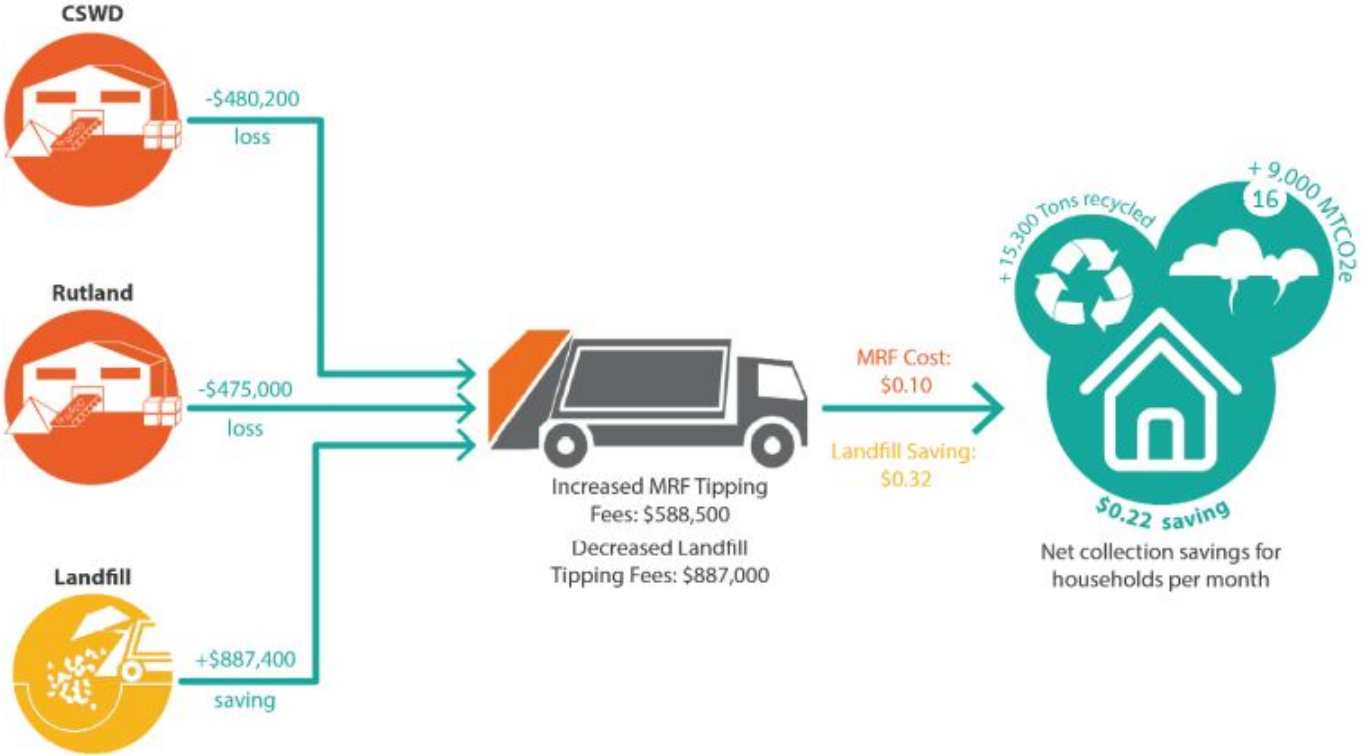 CSWD
-$480,200
loss
Rutland
-$475,000
loss
Landfill
+$887,400
saving
Increased MRF Tipping
Fees: $588,500
Decreased Landfill
Tipping Fees: $887,000
MRF Cost:
$0.10
Landfill Saving:
$0.32
+ 15,300 Tons recycled
+ 9,000 MTCO2e
16
$0.22 saving
Net collection savings for
households per month